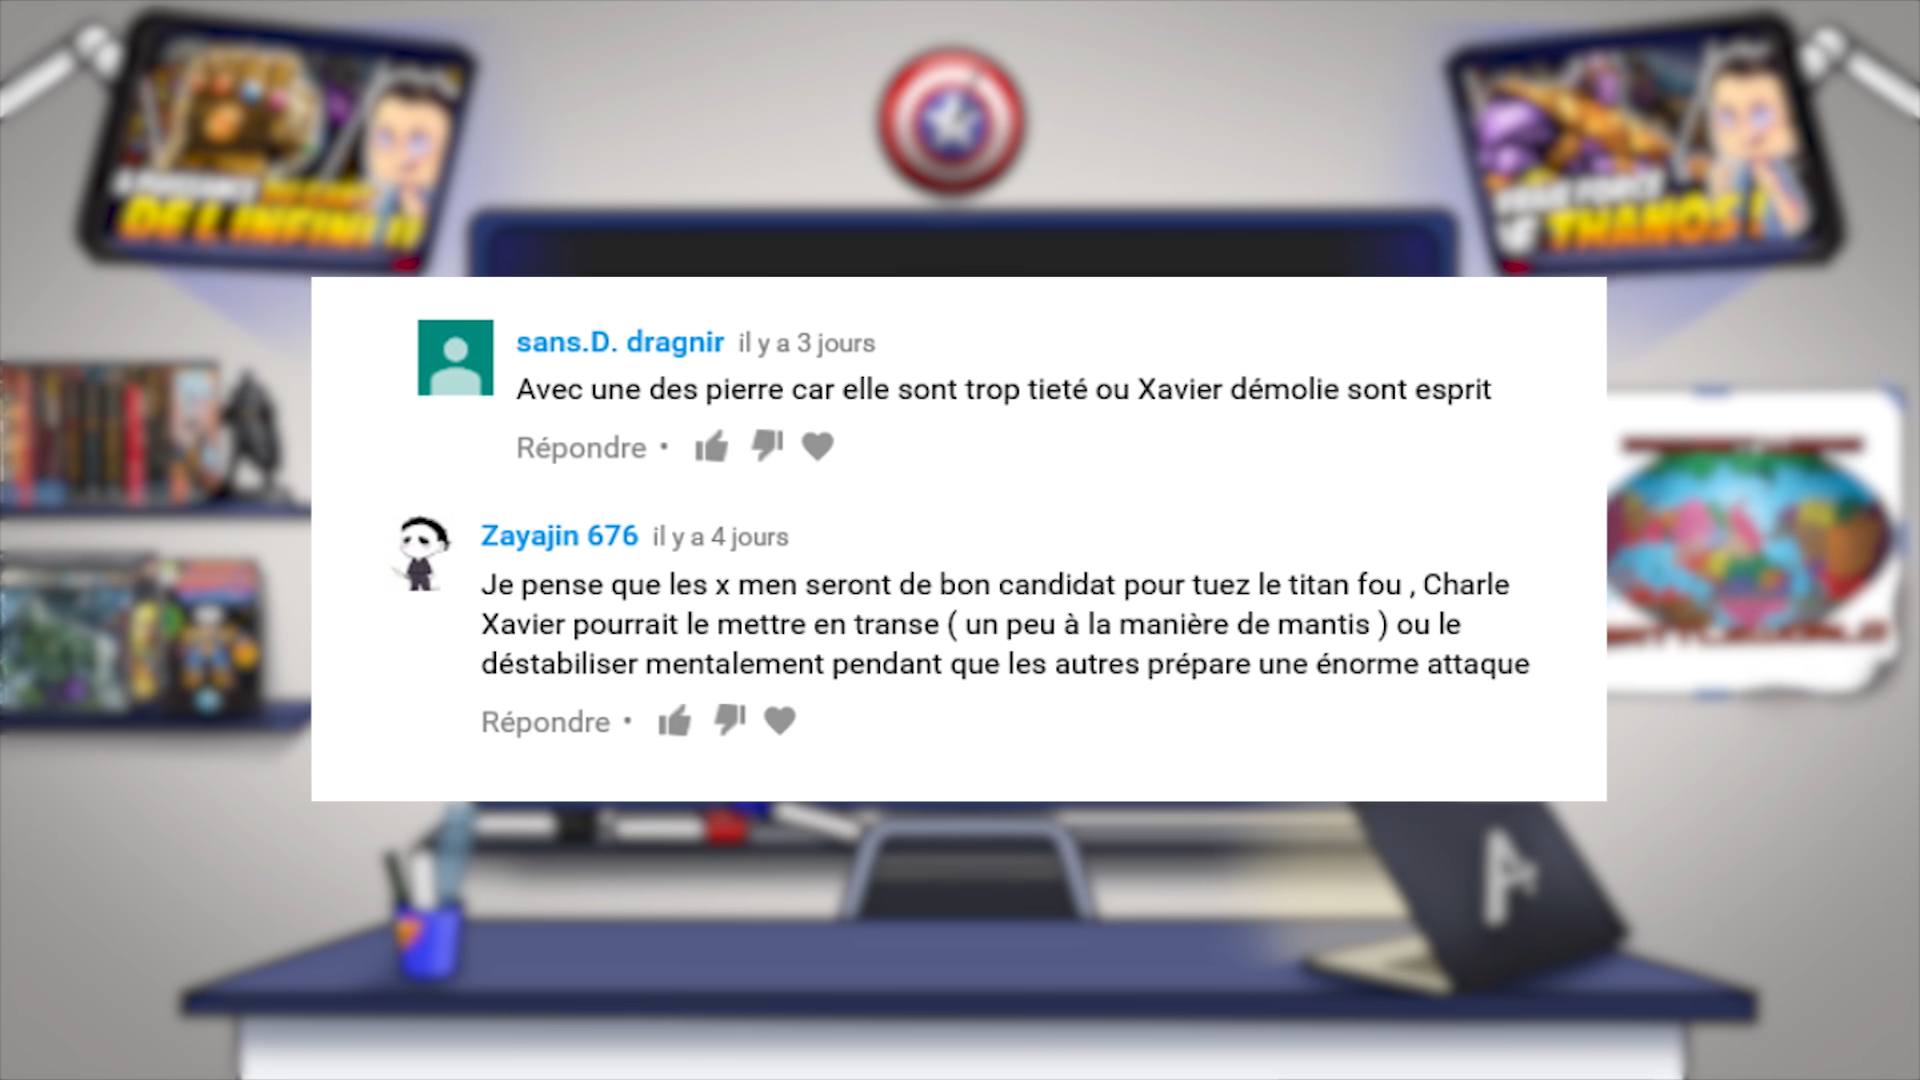 DE L'INFINI !!
THANOS !
sans.D. dragnir il y a 3 jours
Avec une des pierre car elle sont trop tieté ou Xavier démolie sont esprit
Répondre •
Zayajin 676 il y a 4 jours
Je pense que les x men seront de bon candidat pour tuez le titan fou , Charle
Xavier pourrait le mettre en transe ( un peu à la manière de mantis ) ou le
déstabiliser mentalement pendant que les autres prépare une énorme attaque
Répondre •
A